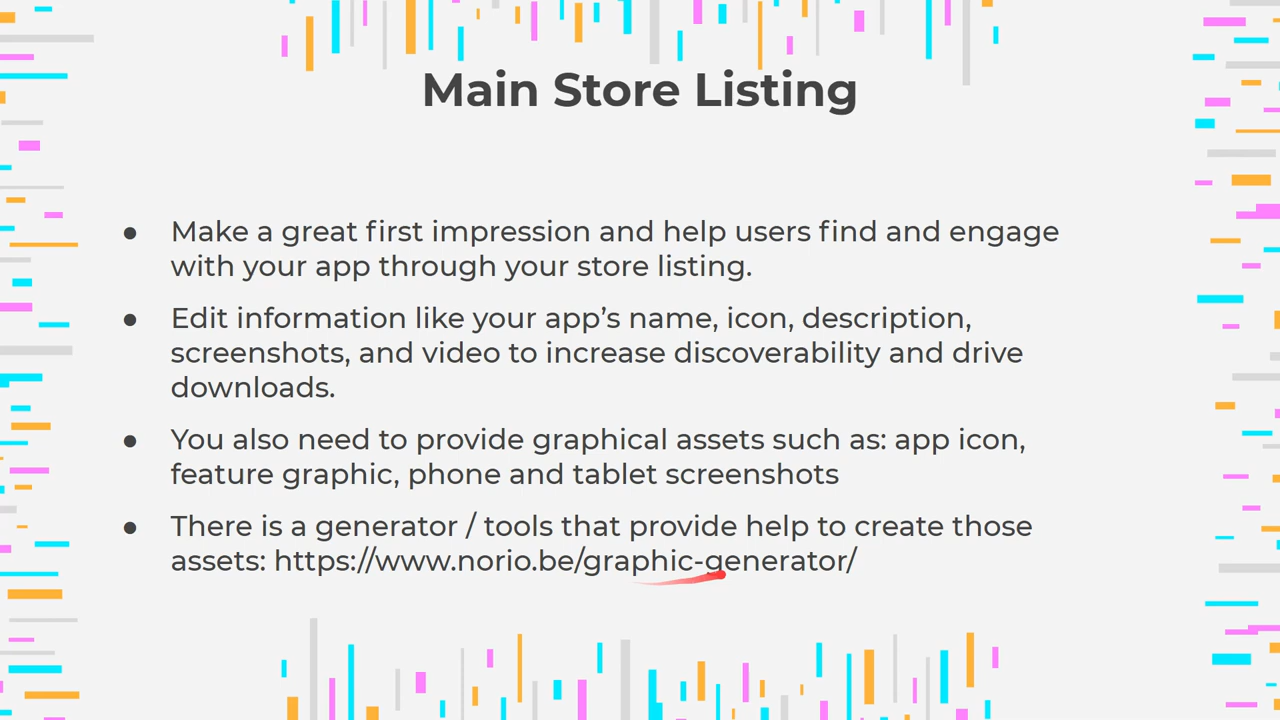 Main Store Listing
● Make a great first impression and help users find and engage
with your app through your store listing.
● Edit information like your app’s name, icon, description,
screenshots, and video to increase discoverability and drive
downloads.
● You also need to provide graphical assets such as: app icon,
feature graphic, phone and tablet screenshots
● There is a generator / tools that provide help to create those
assets: https://www.norio.be/graphic-generator/